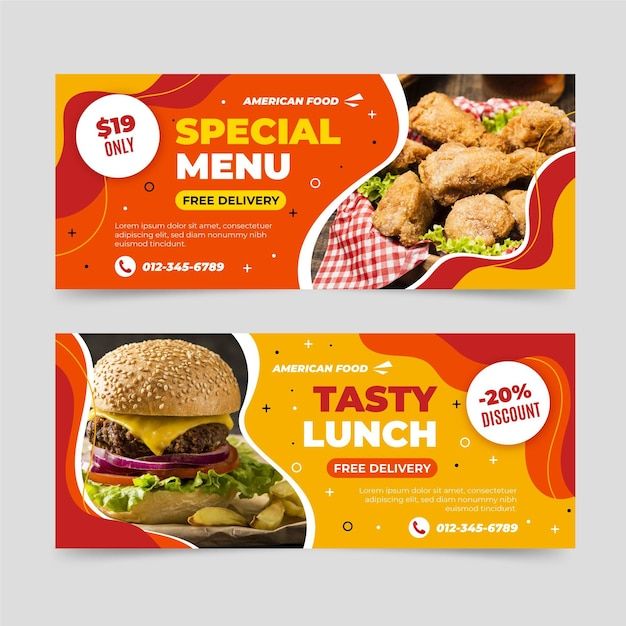 AMERICAN FOOD
$19
ONLY
SPECIAL
MENU
FREE DELIVERY
Lorem ipsum dolor sit amet,
consectetuer adipiscing elit, sed
diam nonummy nibh euismod
012-345-6789
AMERICAN FOOD
TASTY
LUNCH
-20%
DISCOUNT
FREE DELIVERY
Lorem ipsum dolor sit amet,
consectetuer adipiscing elit, sed
diam nonummy nibh euismod
012-345-6789